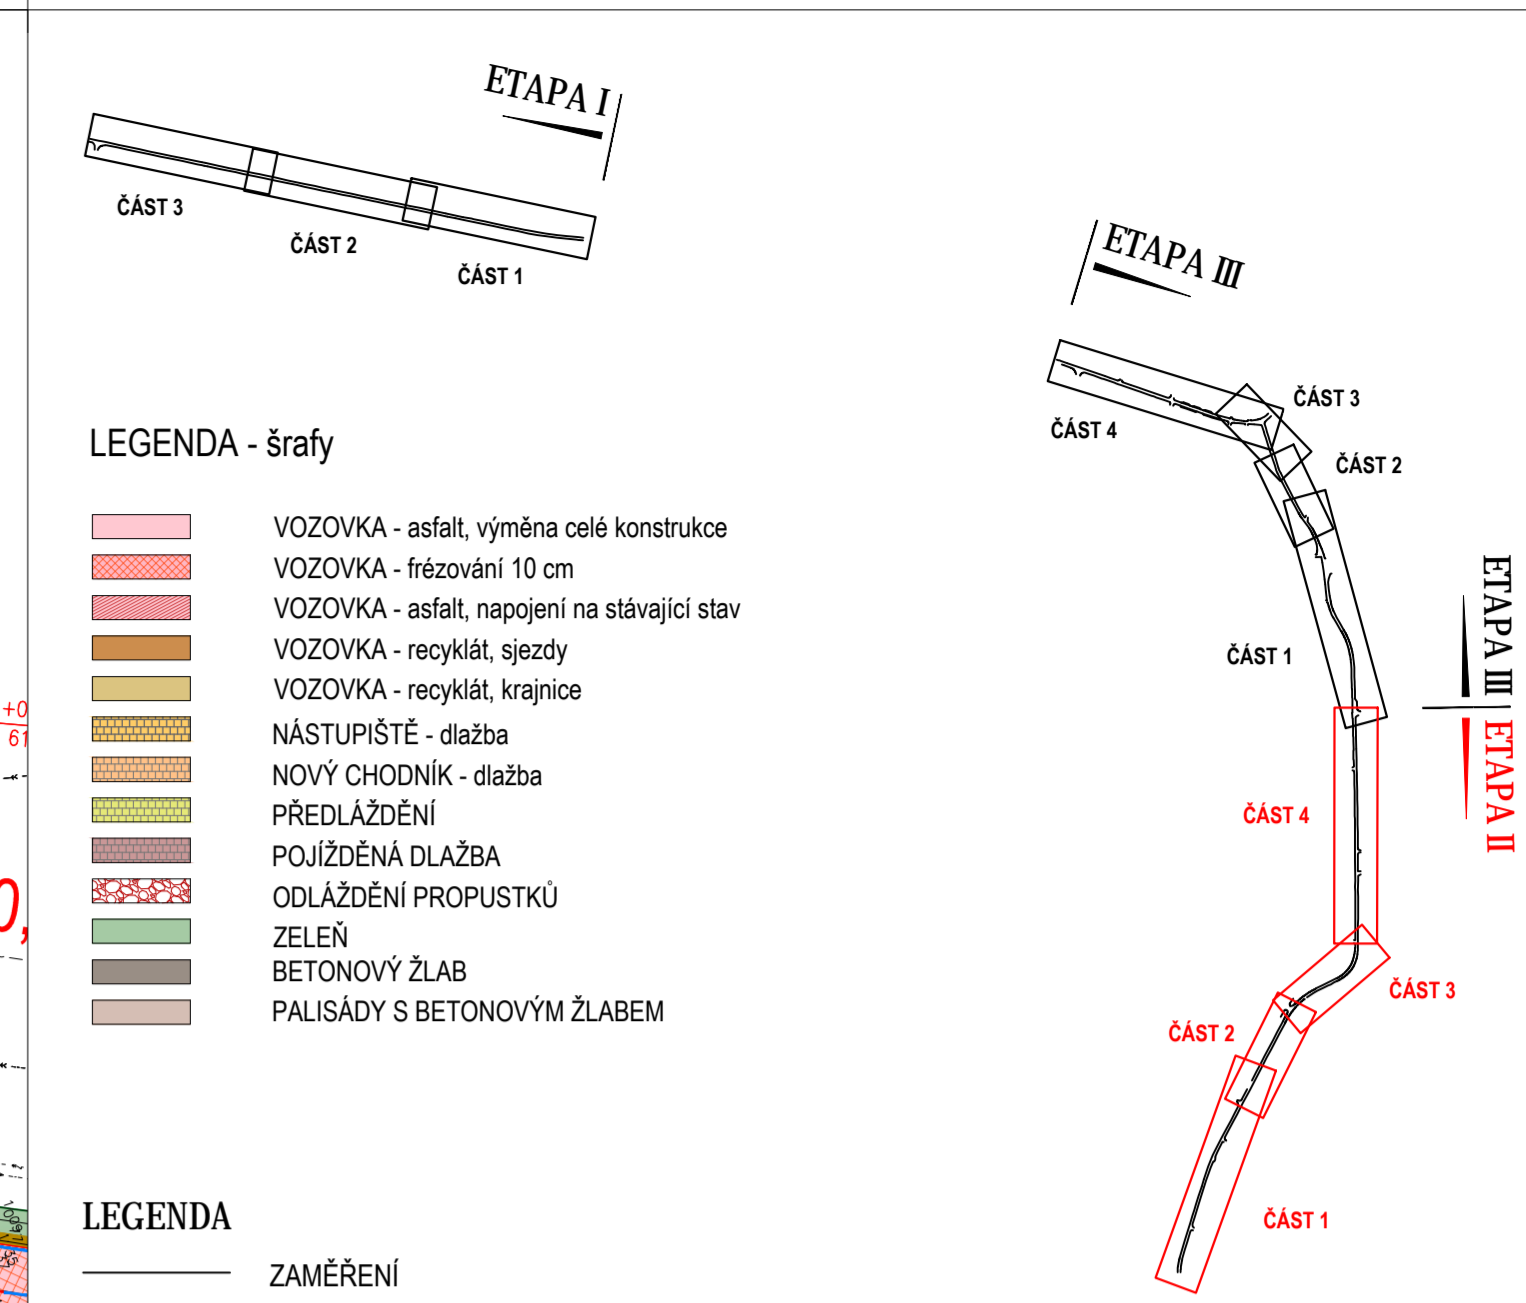 ETAPA I
ČÁST 3
ČÁST 2
ČÁST 1
ETAPA III
ČÁST 3
ČÁST 4
ČÁST 2
ČÁST 1
ETAPA III
ETAPA II
ČÁST 4
ČÁST 3
ČÁST 2
ČÁST 1
LEGENDA - šrafy
VOZOVKA - asfalt, výměna celé konstrukce
VOZOVKA - frézování 10 cm
VOZOVKA - asfalt, napojení na stávající stav
VOZOVKA - recyklát, sjezdy
VOZOVKA - recyklát, krajnice
NÁSTUPIŠTĚ - dlažba
NOVÝ CHODNÍK - dlažba
PŘEDLÁŽDĚNÍ
POJÍŽDĚNÁ DLAŽBA
ODLÁŽDĚNÍ PROPUSTKŮ
ZELEŇ
BETONOVÝ ŽLAB
PALISÁDY S BETONOVÝM ŽLABEM
LEGENDA
ZAMĚŘENÍ
+0
61
0,